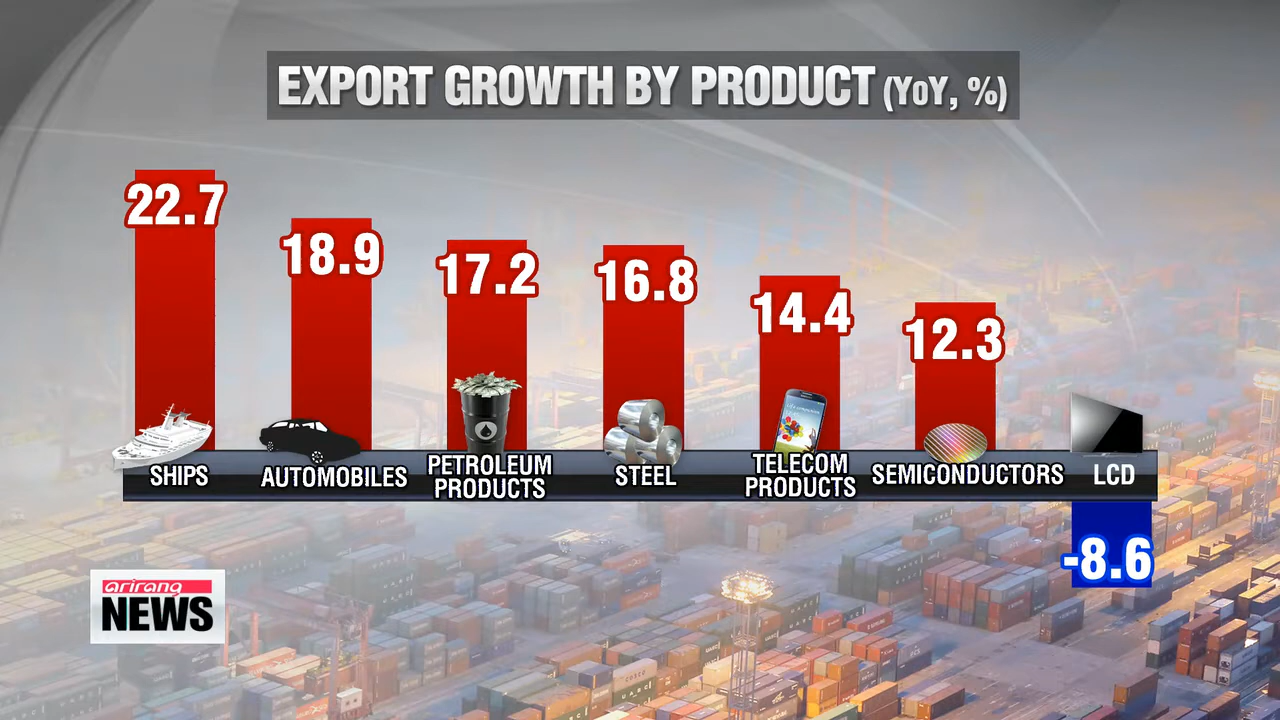 EXPORT GROWTH BY PRODUCT (YoY, %)
22.7
18.9
17.2
16.8
14.4
12.3
SHIPS
AUTOMOBILES
PETROLEUM
PRODUCTS
STEEL
TELECOM
PRODUCTS
SEMICONDUCTORS
LCD
-8.6
arirang
NEWS